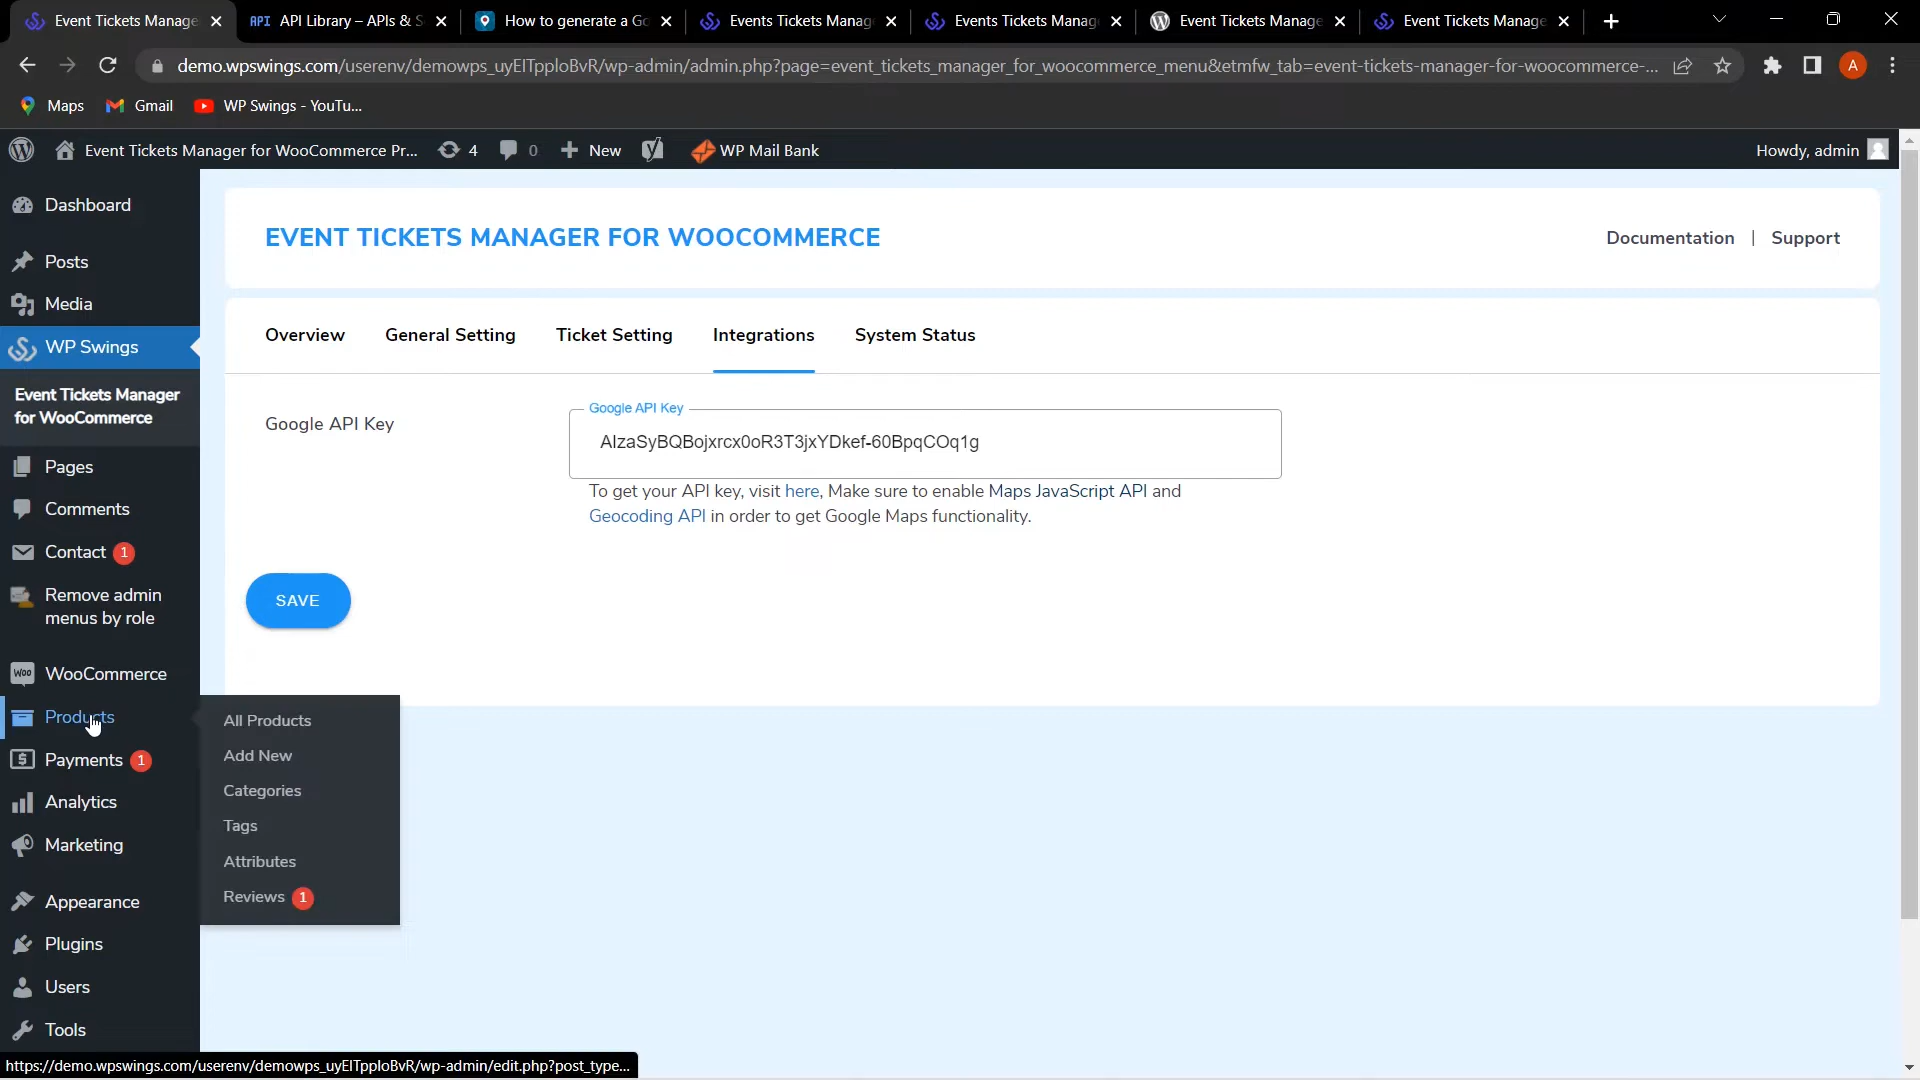 Event Tickets Manage
API Library – APIs & S
How to generate a Go
Events Tickets Manag
Events Tickets Manag
Event Tickets Manage
Event Tickets Manage
demo.wpswings.com/userenv/demowps_uyEITpploBvR/wp-admin/admin.php?page=event_tickets_manager_for_woocommerce_menu&etmfw_tab=event-tickets-manager-for-woocommerce-...
A
Maps
Gmail
WP Swings - YouTu...
Event Tickets Manager for WooCommerce Pr...
4
0
New
WP Mail Bank
Howdy, admin
Dashboard
Posts
Media
WP Swings
Event Tickets Manager
for WooCommerce
Pages
Comments
Contact 1
Remove admin
menus by role
WooCommerce
Products
Payments 1
Analytics
Marketing
Appearance
Plugins
Users
Tools
All Products
Add New
Categories
Tags
Attributes
Reviews 1
EVENT TICKETS MANAGER FOR WOOCOMMERCE
Documentation | Support
Overview
General Setting
Ticket Setting
Integrations
System Status
Google API Key
Google API Key
AIzaSyBQBojxrcx0oR3T3jxYDkef-60BpqCOq1g
To get your API key, visit here, Make sure to enable Maps JavaScript API and
Geocoding API in order to get Google Maps functionality.
SAVE
https://demo.wpswings.com/userenv/demowps_uyEITpploBvR/wp-admin/edit.php?post_type...